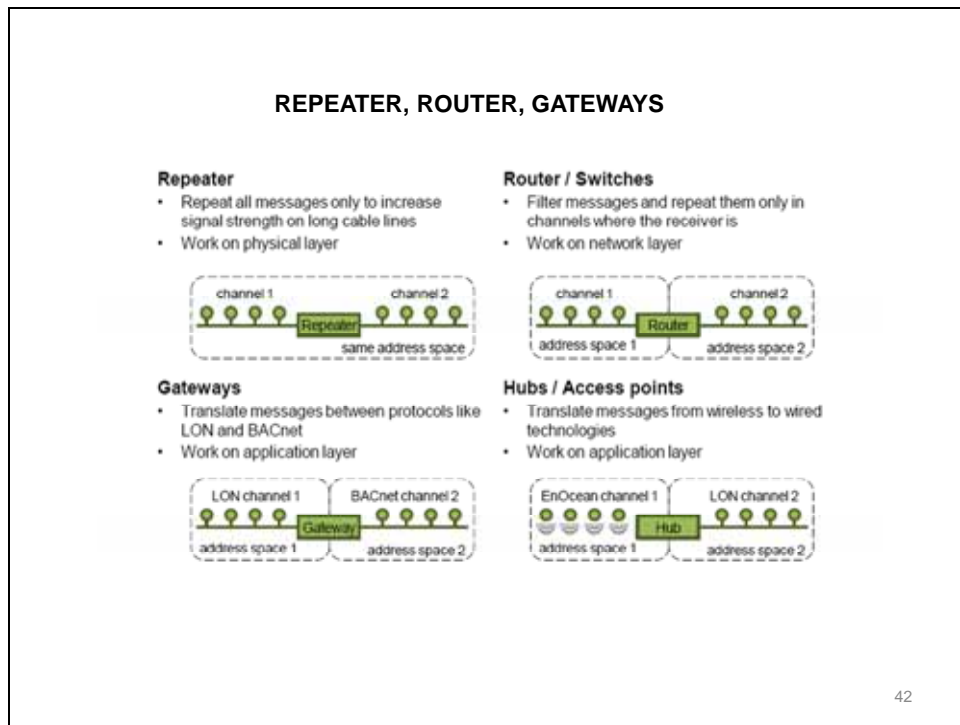 REPEATER, ROUTER, GATEWAYS
Repeater
• Repeat all messages only to increase
signal strength on long cable lines
• Work on physical layer
channel 1
channel 2
Repeater
same address space
Router / Switches
• Filter messages and repeat them only in
channels where the receiver is
• Work on network layer
channel 1
channel 2
Router
address space 1
address space 2
Gateways
• Translate messages between protocols like
LON and BACnet
• Work on application layer
LON channel 1
BACnet channel 2
Gateway
address space 1
address space 2
Hubs / Access points
• Translate messages from wireless to wired
technologies
• Work on application layer
EnOcean channel 1
LON channel 2
Hub
address space 1
address space 2
42